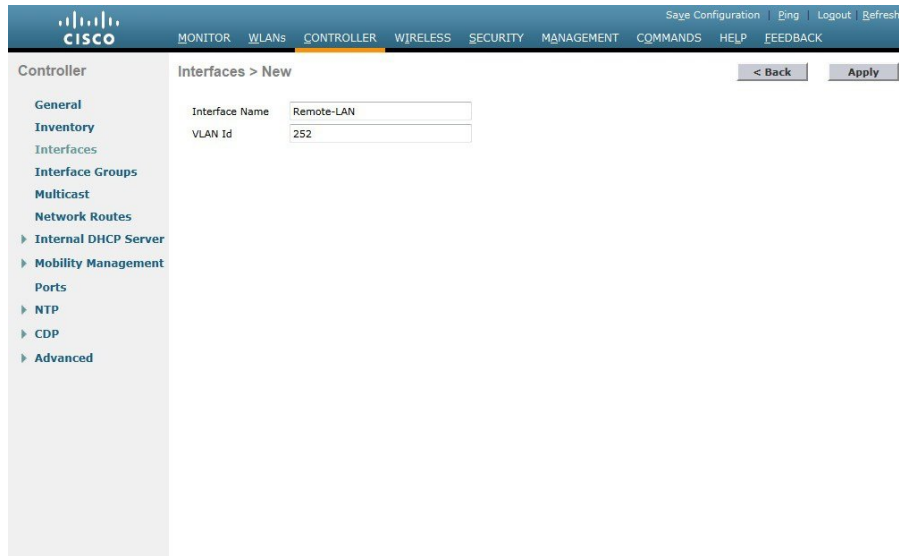 Save Configuration | Ping | Logout | Refresh
CISCO
MONITOR WLANs CONTROLLER WIRELESS SECURITY MANAGEMENT COMMANDS HELP FEEDBACK
Controller
General
Inventory
Interfaces
Interface Groups
Multicast
Network Routes
Internal DHCP Server
Mobility Management
Ports
NTP
CDP
Advanced
Interfaces > New
< Back
Apply
Interface Name Remote-LAN
VLAN Id 252